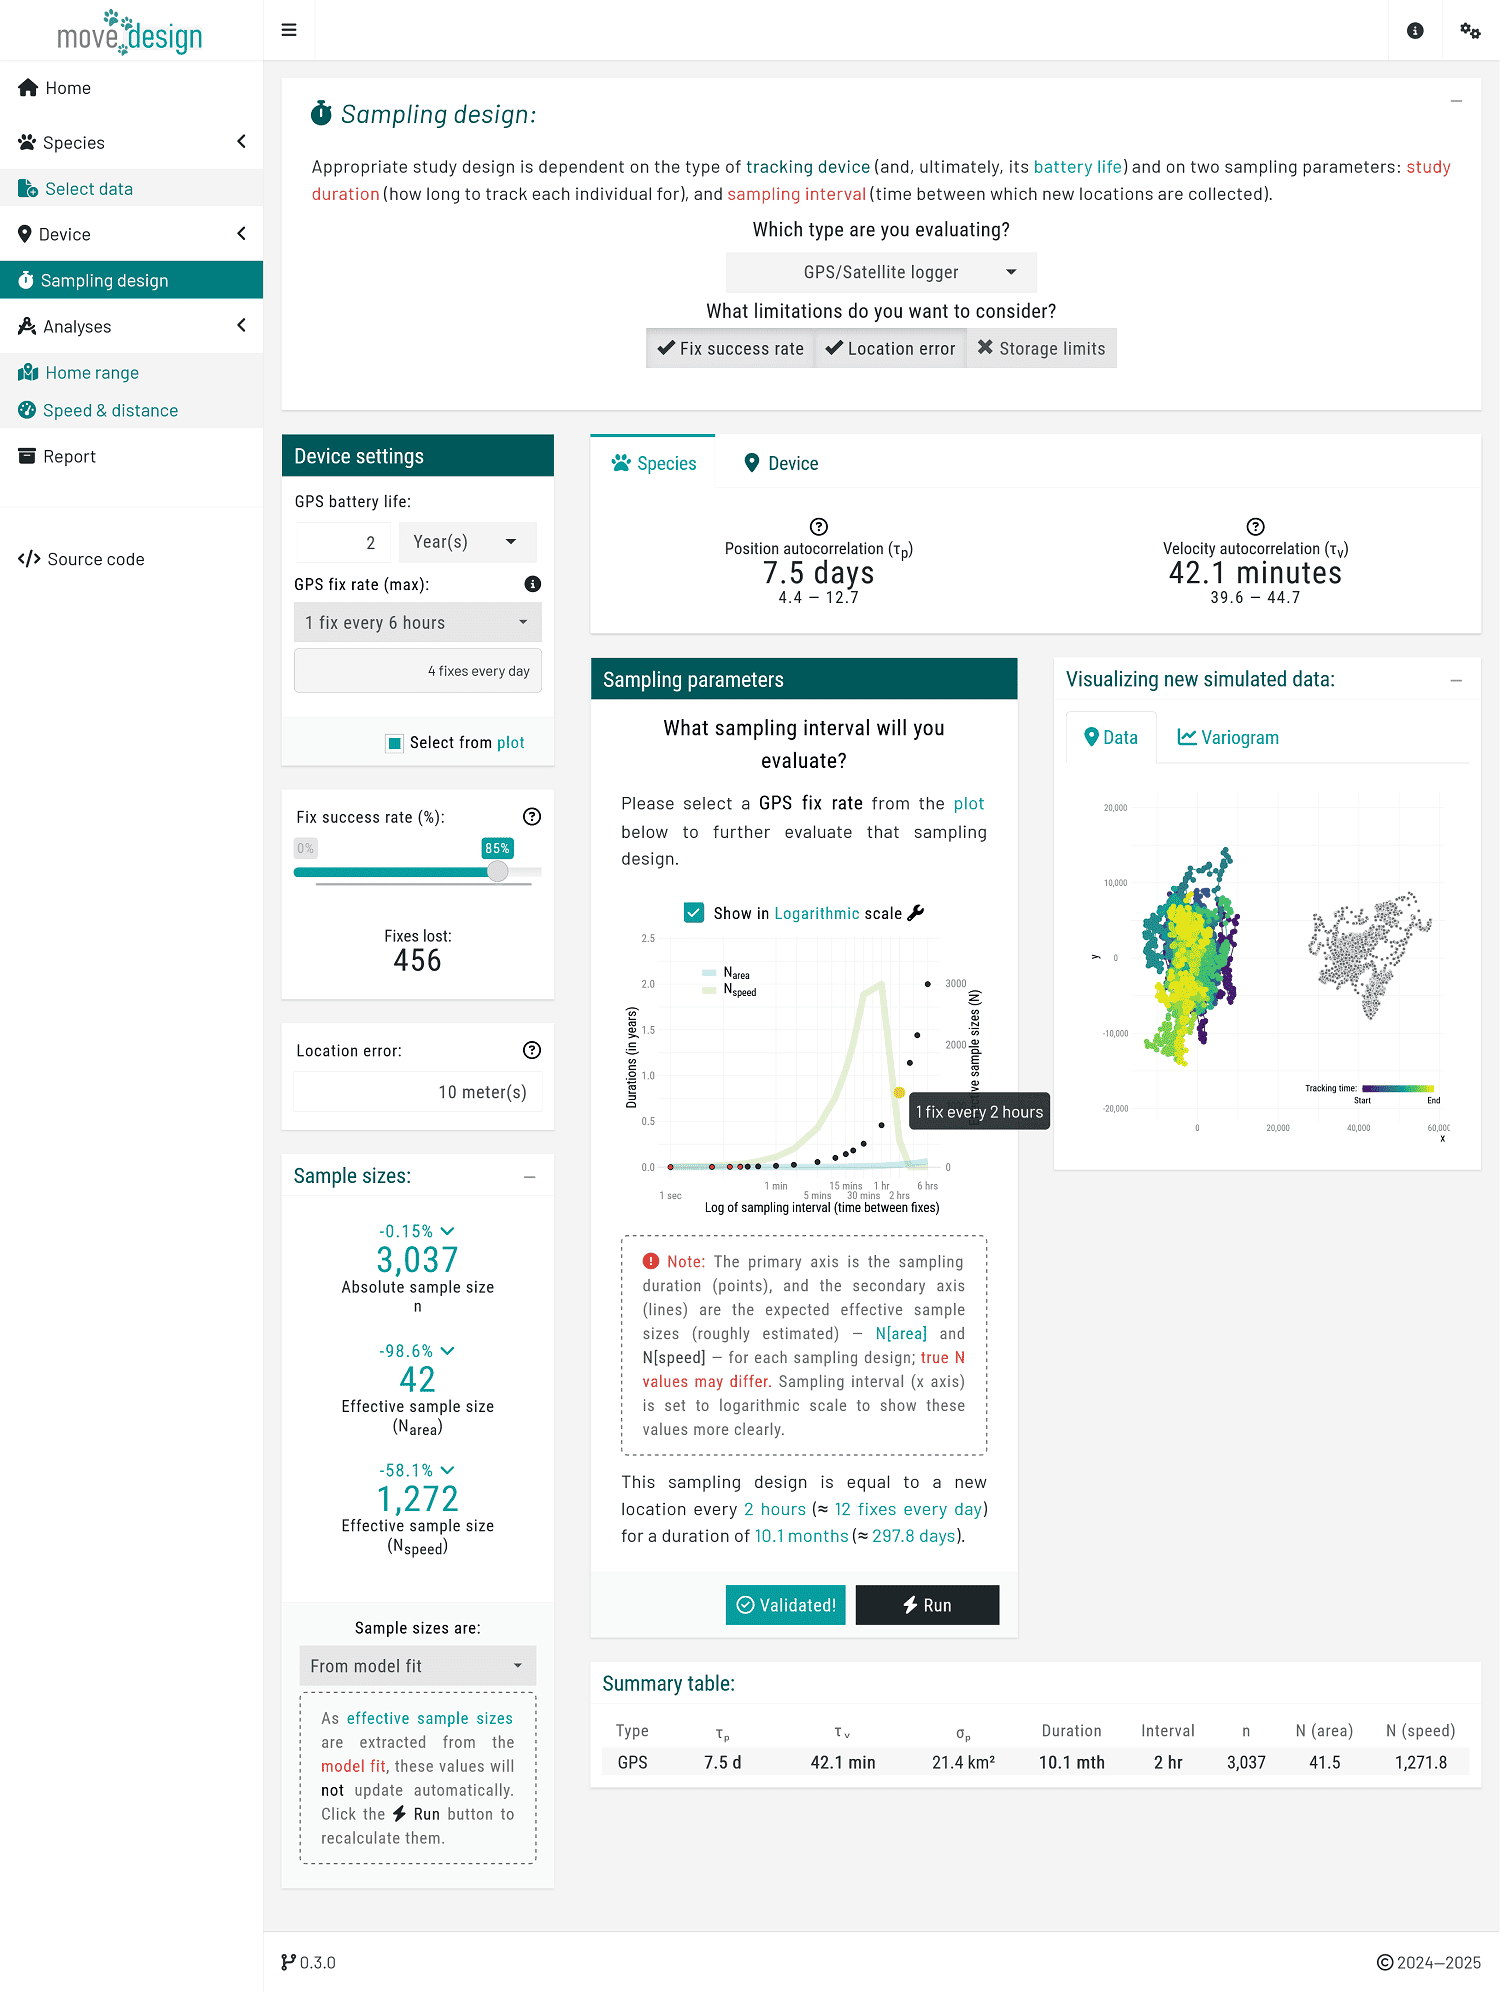 move.design
Home
Species
Select data
Device
Sampling design
Analyses
Home range
Speed & distance
Report
Source code
Sampling design:
Appropriate study design is dependent on the type of tracking device (and, ultimately, its battery life) and on two sampling parameters: study
duration (how long to track each individual for), and sampling interval (time between which new locations are collected).
Which type are you evaluating?
GPS/Satellite logger
What limitations do you want to consider?
Fix success rate
Location error
Storage limits
Device settings
GPS battery life:
2
Year(s)
GPS fix rate (max):
1 fix every 6 hours
4 fixes every day
Select from plot
Fix success rate (%):
0%
85%
Fixes lost:
456
Location error:
10 meter(s)
Sample sizes:
-0.15%
3,037
Absolute sample size
n
-98.6%
42
Effective sample size
(Narea)
-58.1%
1,272
Effective sample size
(Nspeed)
Sample sizes are:
From model fit
As effective sample sizes
are extracted from the
model fit, these values will
not update automatically.
Click the Run button to
recalculate them.
Species
Device
Position autocorrelation (τp)
7.5 days
4.4 — 12.7
Velocity autocorrelation (τv)
42.1 minutes
39.6 — 44.7
Sampling parameters
What sampling interval will you
evaluate?
Please select a GPS fix rate from the plot
below to further evaluate that sampling
design.
Show in Logarithmic scale
2.5
2.0
1.5
1.0
0.5
0.0
Durations (in years)
Narea
Nspeed
3000
2000
0
ective sample sizes (N)
1 fix every 2 hours
1 sec
1 min
5 mins
15 mins
30 mins
1 hr
2 hrs
6 hrs
Log of sampling interval (time between fixes)
Note: The primary axis is the sampling
duration (points), and the secondary axis
(lines) are the expected effective sample
sizes (roughly estimated) — N[area] and
N[speed] — for each sampling design; true N
values may differ. Sampling interval (x axis)
is set to logarithmic scale to show these
values more clearly.
This sampling design is equal to a new
location every 2 hours (≈ 12 fixes every day)
for a duration of 10.1 months (≈ 297.8 days).
Validated!
Run
Visualizing new simulated data:
Data
Variogram
20,000
10,000
0
-10,000
-20,000
y
Tracking time:
Start
End
0
20,000
40,000
60,000
x
Summary table:
Type τp τv σp Duration Interval n N (area) N (speed)
GPS 7.5 d 42.1 min 21.4 km² 10.1 mth 2 hr 3,037 41.5 1,271.8
0.3.0
© 2024—2025